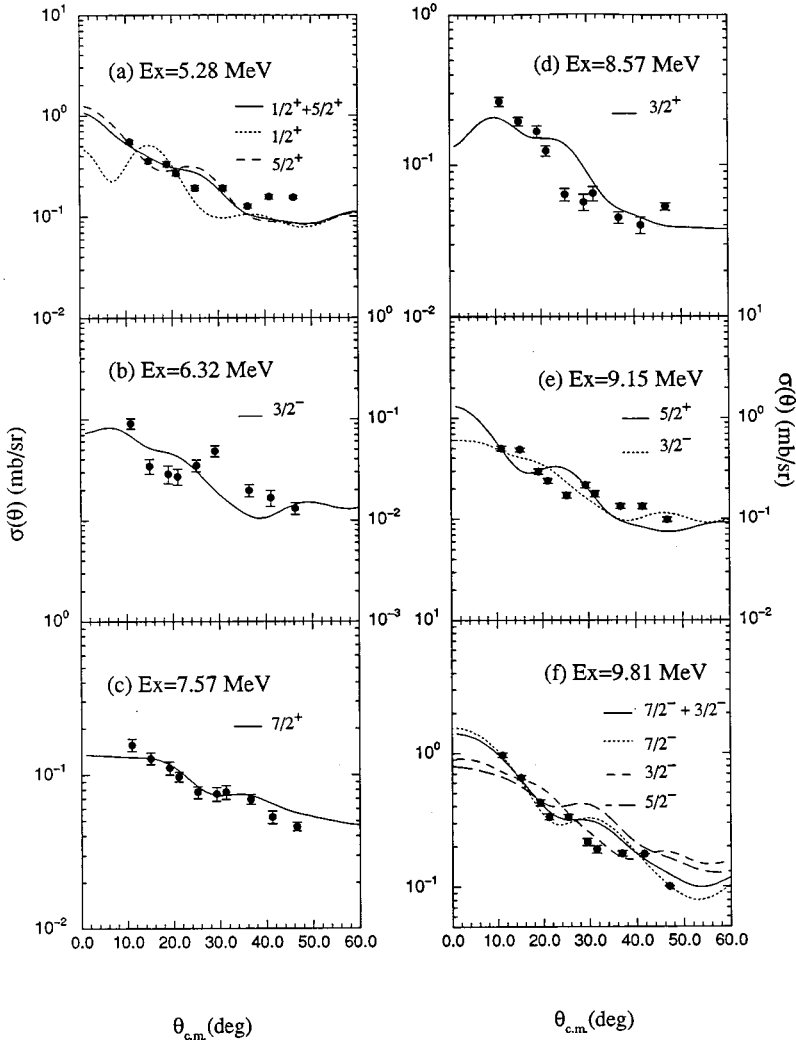 (a) Ex=5.28 MeV
1/2⁺+5/2⁺
1/2⁺
5/2⁺
10¹
10⁰
10⁻¹
10⁻²
(b) Ex=6.32 MeV
3/2⁻
10⁰
10⁻¹
10⁻²
10⁻³
σ(θ) (mb/sr)
(c) Ex=7.57 MeV
7/2⁺
10⁰
10⁻¹
10⁻²
0.0 10.0 20.0 30.0 40.0 50.0 60.0
θc.m.(deg)
(d) Ex=8.57 MeV
3/2⁺
10⁰
10⁻¹
10⁻²
(e) Ex=9.15 MeV
5/2⁺
3/2⁻
10¹
10⁰
10⁻¹
10⁻²
σ(θ) (mb/sr)
(f) Ex=9.81 MeV
7/2⁻ + 3/2⁻
7/2⁻
3/2⁻
5/2⁻
10¹
10⁰
10⁻¹
0.0 10.0 20.0 30.0 40.0 50.0 60.0
θc.m.(deg)